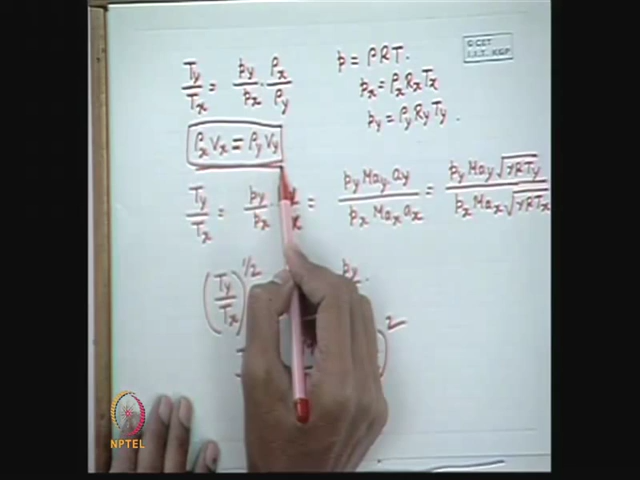 Ty/Tx = py/px · ρx/ρy
p = ρRT.
px = ρx Rx Tx
py = ρy Ry Ty.
© CET
I.I.T. KGP
ρx Vx = ρy Vy
Ty/Tx = py/px · y/x = py May ay / px Max ax = py May √γRTy / px Max √γRTx
(Ty/Tx)^1/2
py
)^2
NPTEL